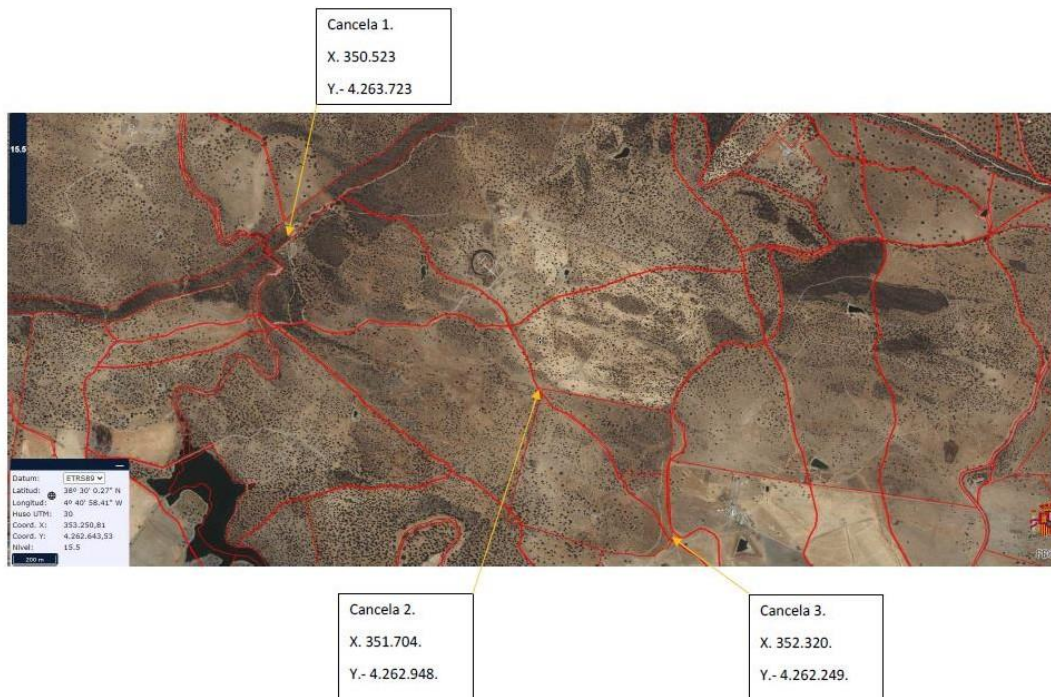 Cancela 1.
X. 350.523
Y.- 4.263.723
15.5
Datum: ETRS89
Latitud: 38º 30' 0.27" N
Longitud: 4º 40' 58.41" W
Huso UTM: 30
Coord. X: 353.250,81
Coord. Y: 4.262.643,53
Nivel: 15.5
200 m
Cancela 2.
X. 351.704.
Y.- 4.262.948.
Cancela 3.
X. 352.320.
Y.- 4.262.249.